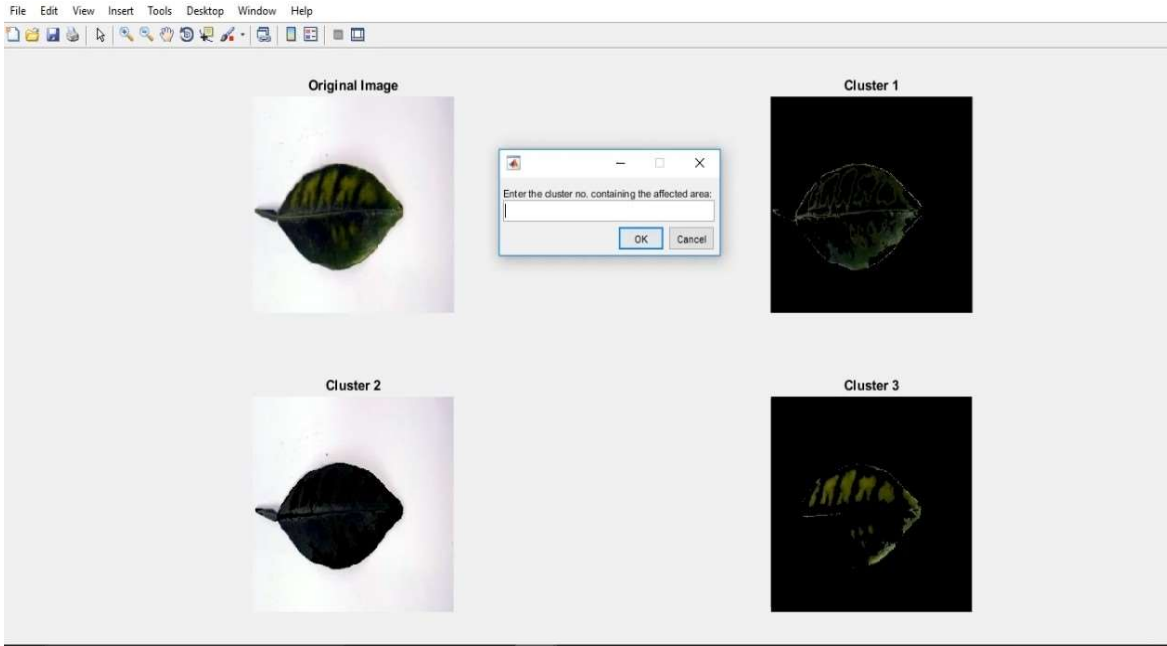 File Edit View Insert Tools Desktop Window Help
Original Image
Cluster 1
Enter the cluster no. containing the affected area:
OK Cancel
Cluster 2
Cluster 3